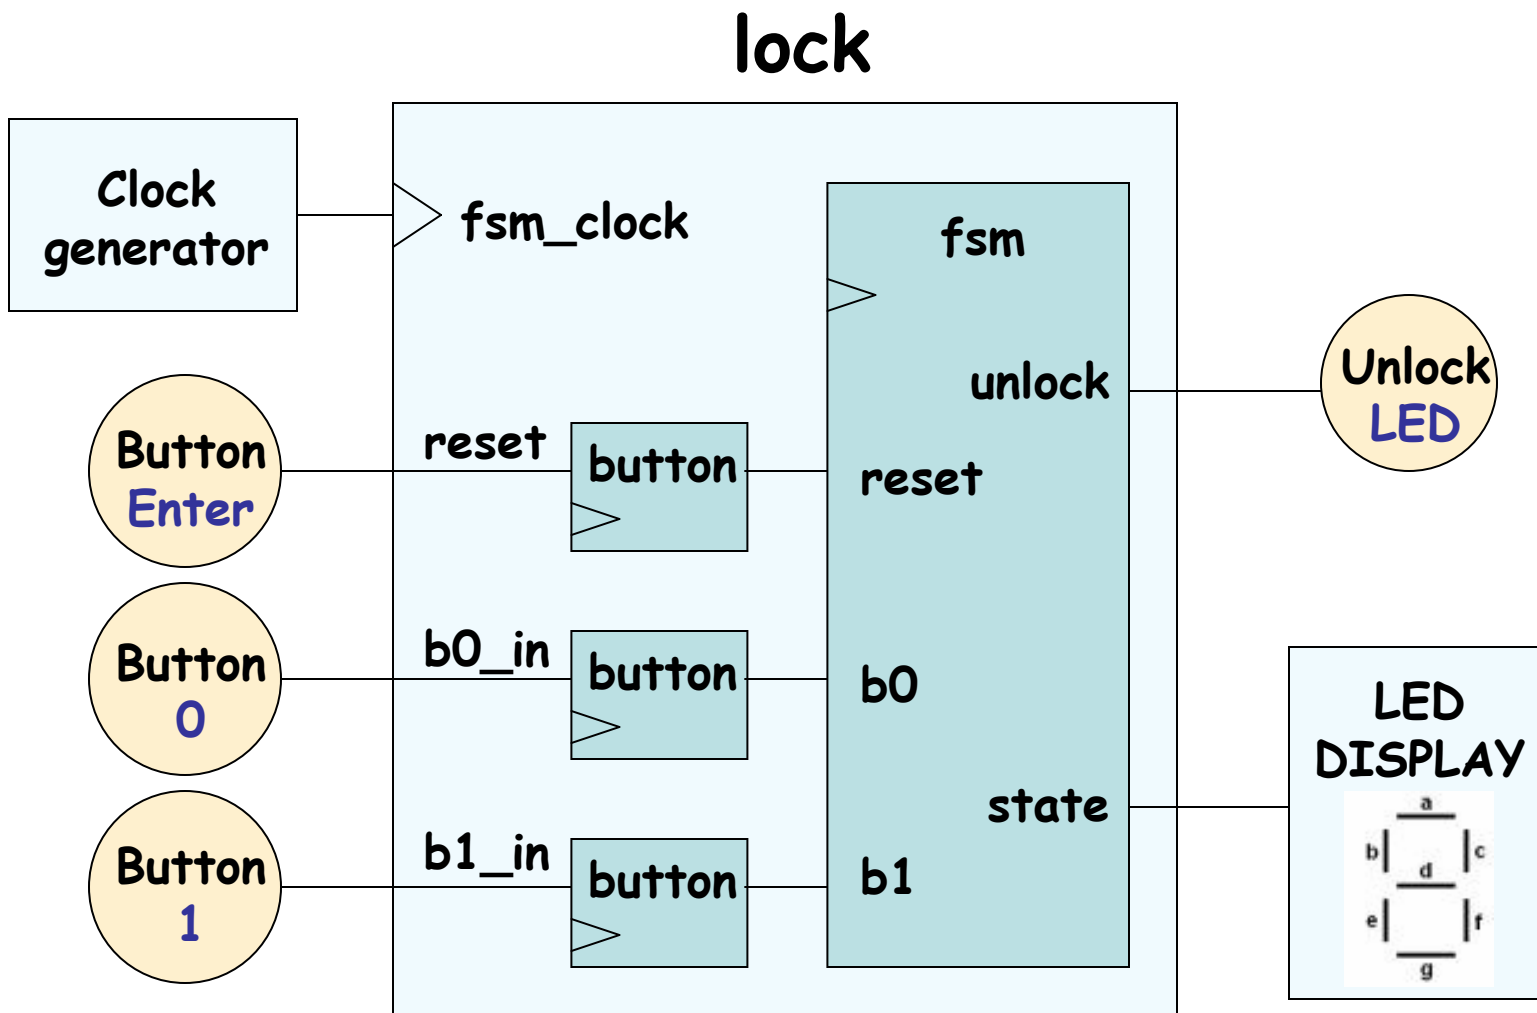 lock
Clock
generator
fsm_clock
fsm
unlock
Unlock
LED
Button
Enter
reset
button
reset
Button
0
b0_in
button
b0
Button
1
b1_in
button
b1
state
LED
DISPLAY
a
b
c
d
e
f
g